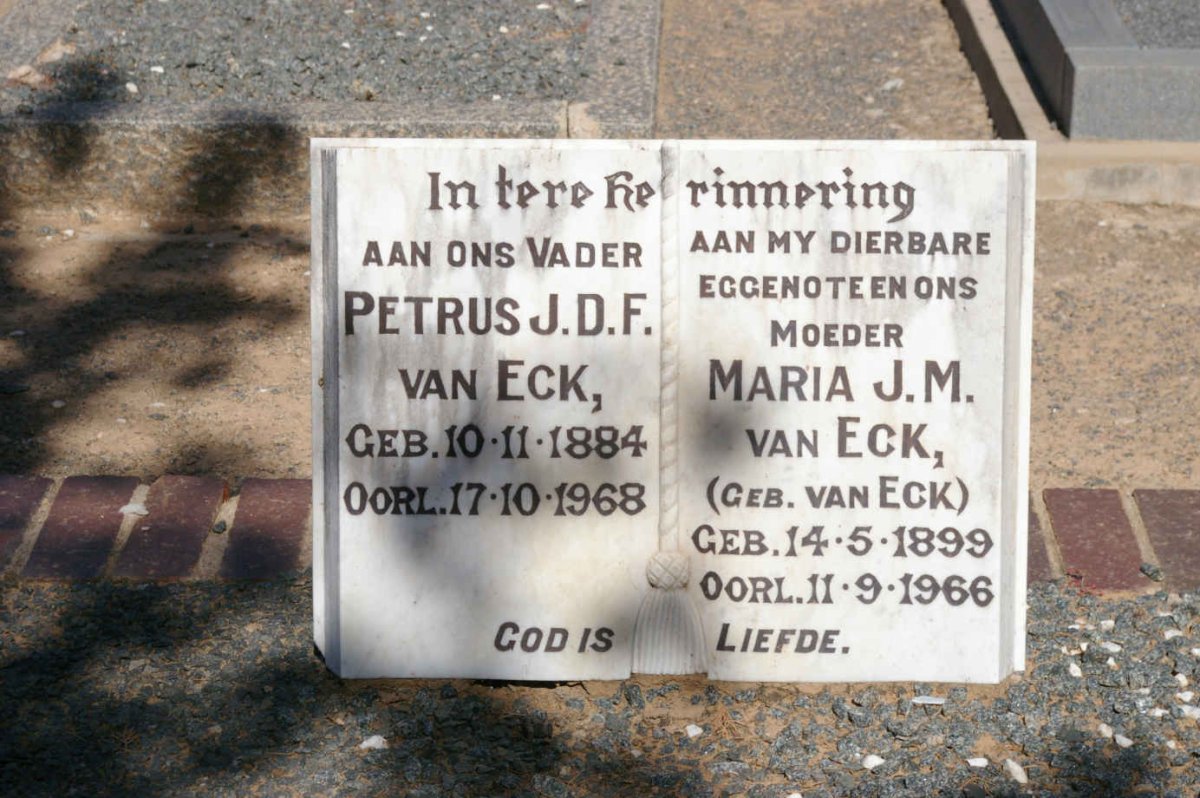 In tere herinnering
AAN ONS VADER
PETRUS J.D.F.
VAN ECK,
GEB. 10·11·1884
OORL. 17·10·1968
AAN MY DIERBARE
EGGENOTE EN ONS
MOEDER
MARIA J.M.
VAN ECK,
(GEB. VAN ECK)
GEB. 14·5·1899
OORL. 11·9·1966
GOD IS LIEFDE.